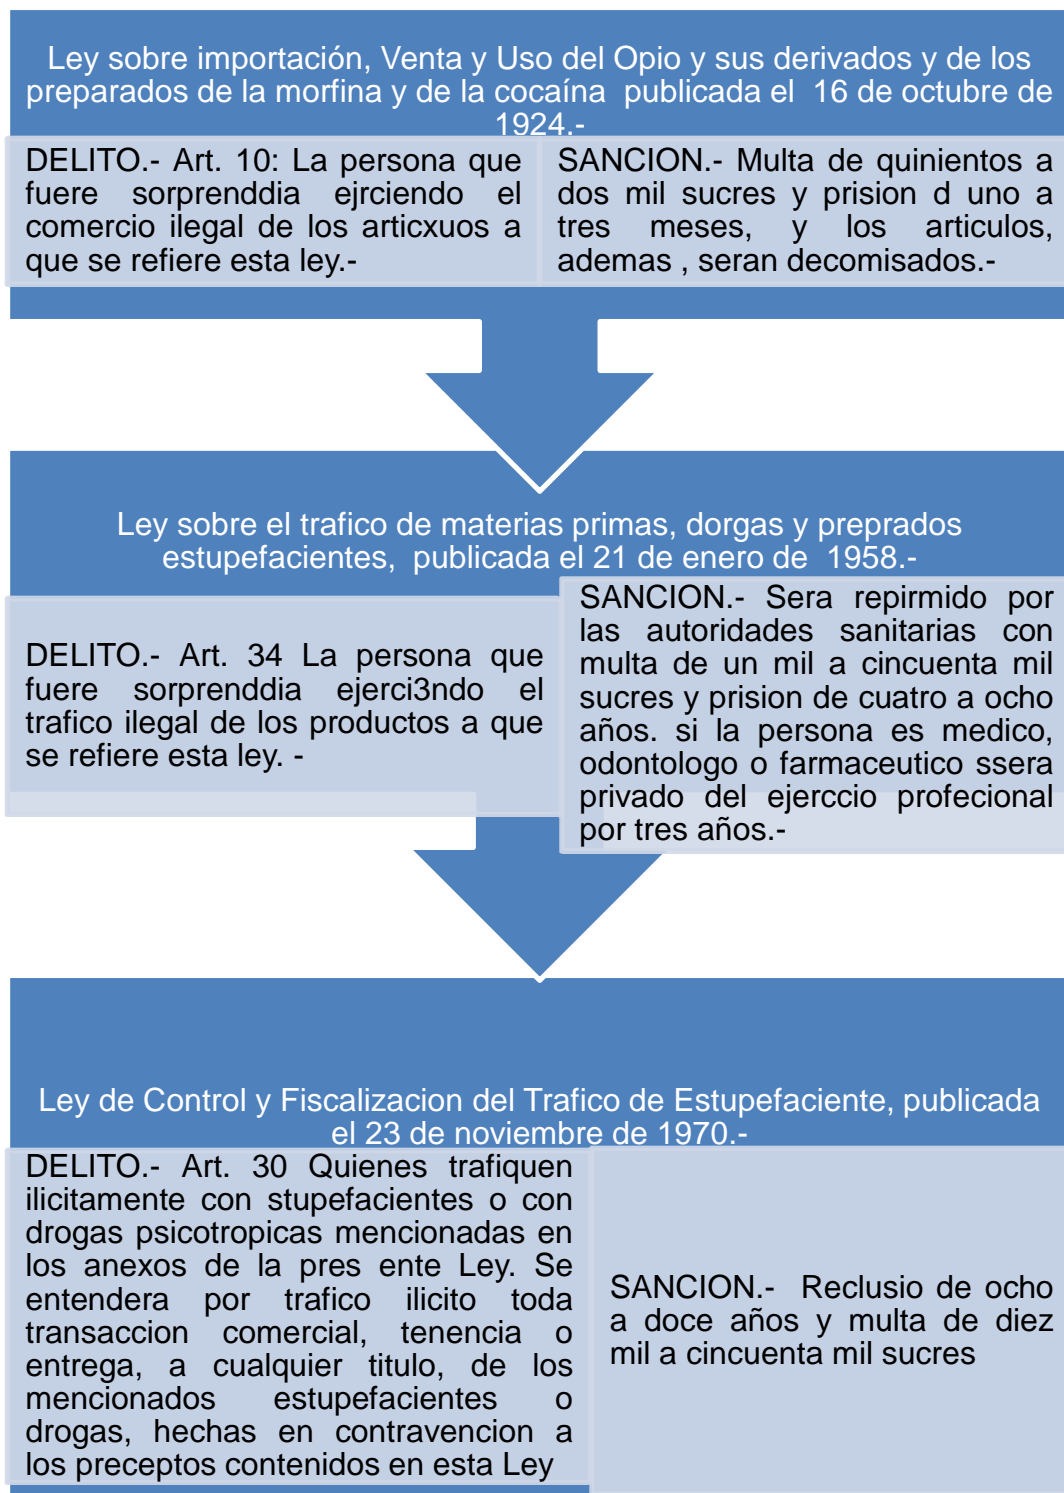 Ley sobre importación, Venta y Uso del Opio y sus derivados y de los
preparados de la morfina y de la cocaína publicada el 16 de octubre de
1924.-
DELITO.- Art. 10: La persona que
fuere sorprenddia ejrciendo el
comercio ilegal de los articxuos a
que se refiere esta ley.-
SANCION.- Multa de quinientos a
dos mil sucres y prision d uno a
tres meses, y los articulos,
ademas , seran decomisados.-
Ley sobre el trafico de materias primas, dorgas y preprados
estupefacientes, publicada el 21 de enero de 1958.-
DELITO.- Art. 34 La persona que
fuere sorprenddia ejerci3ndo el
trafico ilegal de los productos a que
se refiere esta ley. -
SANCION.- Sera repirmido por
las autoridades sanitarias con
multa de un mil a cincuenta mil
sucres y prision de cuatro a ocho
años. si la persona es medico,
odontologo o farmaceutico ssera
privado del ejerccio profecional
por tres años.-
Ley de Control y Fiscalizacion del Trafico de Estupefaciente, publicada
el 23 de noviembre de 1970.-
DELITO.- Art. 30 Quienes trafiquen
ilicitamente con stupefacientes o con
drogas psicotropicas mencionadas en
los anexos de la pres ente Ley. Se
entendera por trafico ilicito toda
transaccion comercial, tenencia o
entrega, a cualquier titulo, de los
mencionados estupefacientes o
drogas, hechas en contravencion a
los preceptos contenidos en esta Ley
SANCION.- Reclusio de ocho
a doce años y multa de diez
mil a cincuenta mil sucres